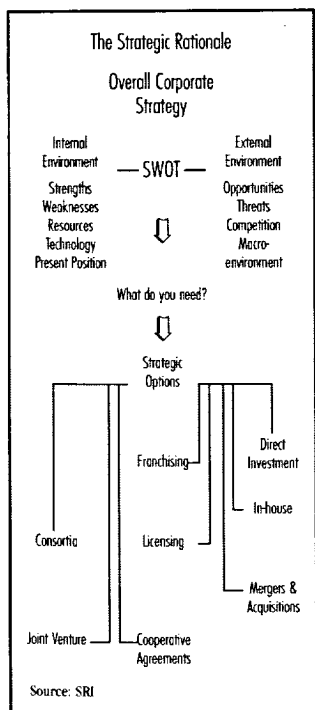 The Strategic Rationale
Overall Corporate
Strategy
Internal
Environment
Strengths
Weaknesses
Resources
Technology
Present Position
SWOT
External
Environment
Opportunities
Threats
Competition
Macro-
environment
What do you need?
Strategic
Options
Franchising
Direct
Investment
In-house
Consortia
Licensing
Mergers &
Acquisitions
Joint Venture
Cooperative
Agreements
Source: SRI